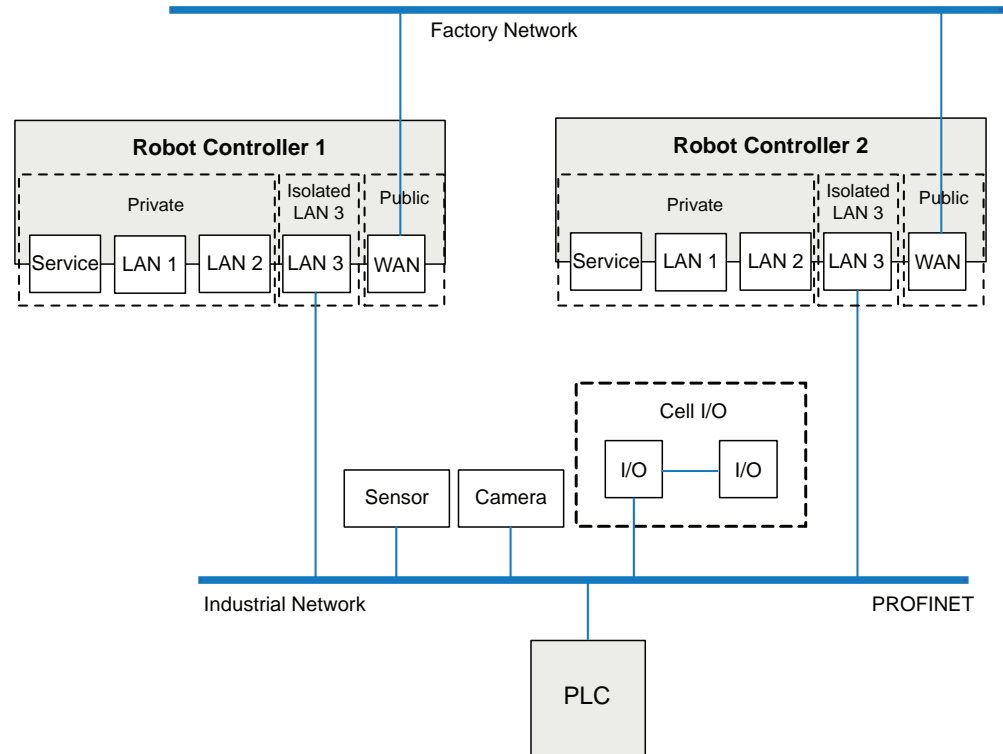 Factory Network
Robot Controller 1
Private
Isolated
LAN 3
Public
Service
LAN 1
LAN 2
LAN 3
WAN
Robot Controller 2
Private
Isolated
LAN 3
Public
Service
LAN 1
LAN 2
LAN 3
WAN
Cell I/O
I/O
I/O
Sensor
Camera
Industrial Network
PROFINET
PLC